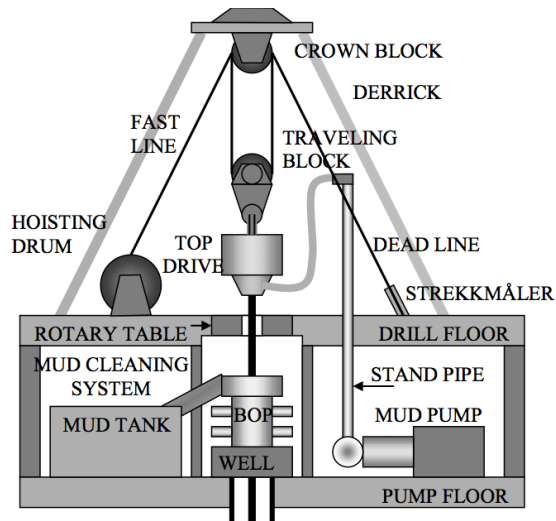 CROWN BLOCK
DERRICK
FAST
LINE
TRAVELING
BLOCK
HOISTING
DRUM
TOP
DRIVE
DEAD LINE
STREKKMÅLER
ROTARY TABLE
DRILL FLOOR
MUD CLEANING
SYSTEM
STAND PIPE
MUD TANK
BOP
MUD PUMP
WELL
PUMP FLOOR